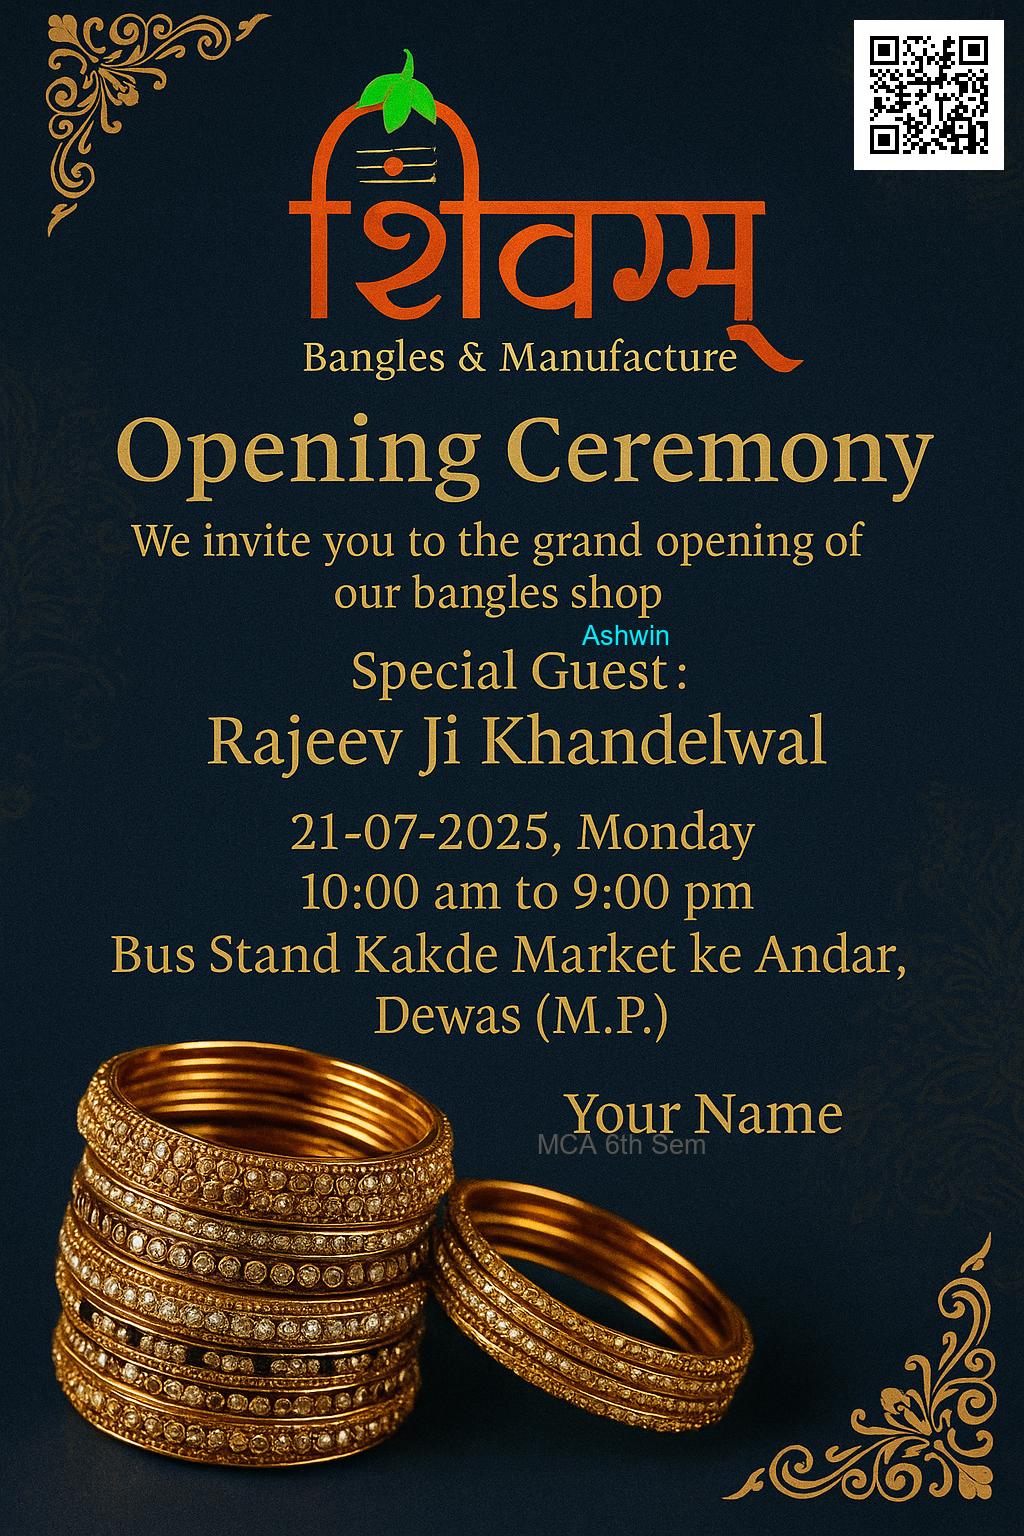 शिवग्म्
Bangles & Manufacture
Opening Ceremony
We invite you to the grand opening of
our bangles shop
Ashwin
Special Guest :
Rajeev Ji Khandelwal
21-07-2025, Monday
10:00 am to 9:00 pm
Bus Stand Kakde Market ke Andar,
Dewas (M.P.)
Your Name
MCA 6th Sem